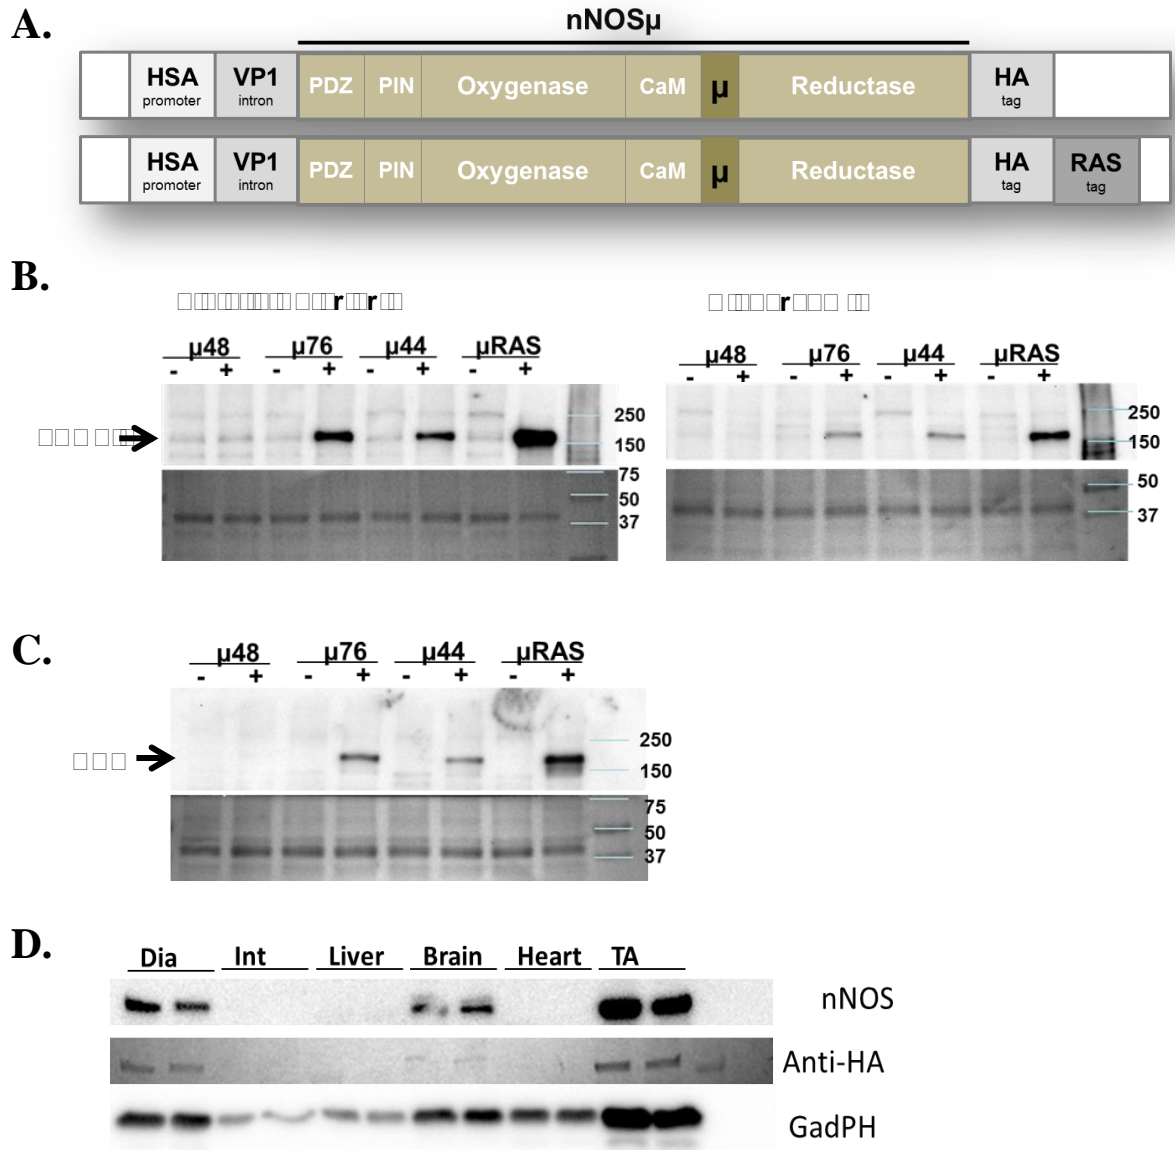 A.
nNOSμ
HSA VP1 PDZ PIN Oxygenase CaM μ Reductase HA
promoter intron tag
HSA VP1 PDZ PIN Oxygenase CaM μ Reductase HA RAS
promoter intron tag tag
B.
μ48 μ76 μ44 μRAS
- + - + - + - +
250
150
75
50
37
μ48 μ76 μ44 μRAS
- + - + - + - +
250
150
50
37
C.
μ48 μ76 μ44 μRAS
- + - + - + - +
250
150
75
50
37
D.
Dia Int Liver Brain Heart TA
nNOS
Anti-HA
GadPH